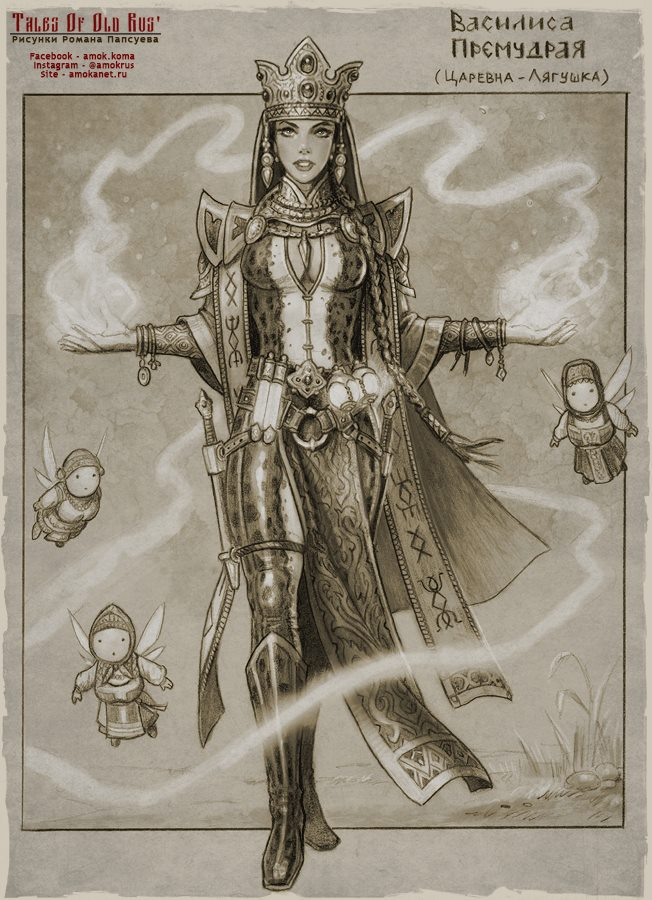 Tales Of Old Rus'
Рисунки Романа Папсуева
Facebook - amok.koma
Instagram - @amokrus
Site - amokanet.ru
Василиса
Премудрая
(Царевна-Лягушка)